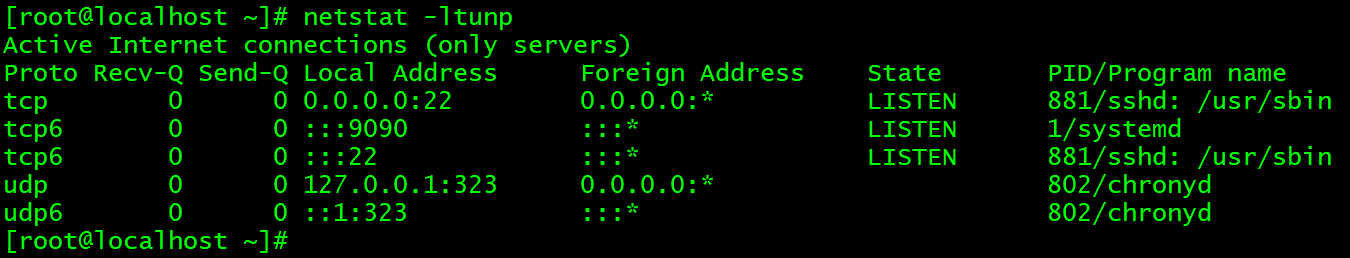 [root@localhost ~]# netstat -ltunp
Active Internet connections (only servers)
Proto Recv-Q Send-Q Local Address      Foreign Address    State       PID/Program name
tcp        0      0 0.0.0.0:22         0.0.0.0:*          LISTEN      881/sshd: /usr/sbin
tcp6       0      0 :::9090            :::*               LISTEN      1/systemd
tcp6       0      0 :::22              :::*               LISTEN      881/sshd: /usr/sbin
udp        0      0 127.0.0.1:323      0.0.0.0:*                      802/chronyd
udp6       0      0 ::1:323            :::*                           802/chronyd
[root@localhost ~]#